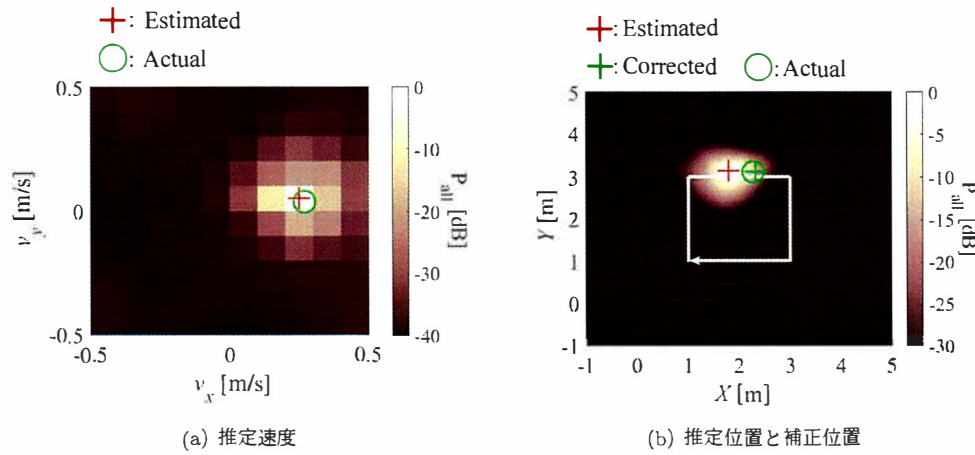 +: Estimated
○: Actual
0.5
0
-0.5
-0.5
0
0.5
v_y [m/s]
v_x [m/s]
0
-10
-20
-30
-40
P_all [dB]
(a) 推定速度
+: Estimated
+: Corrected ○: Actual
5
4
3
2
1
0
-1
-1
0
1
2
3
4
5
Y [m]
X [m]
0
-5
-10
-15
-20
-25
-30
P_all [dB]
(b) 推定位置と補正位置